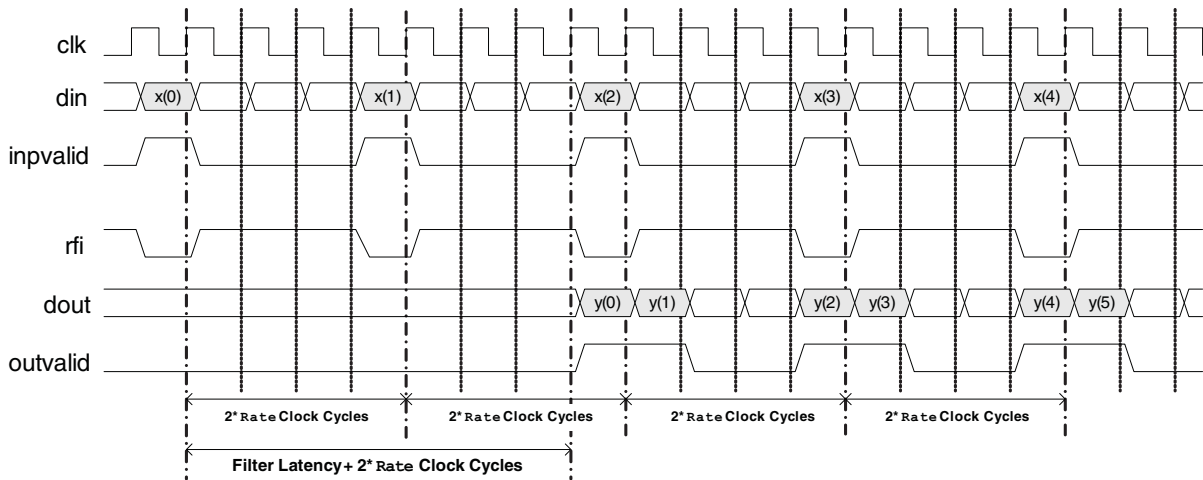 clk
din
x(0) x(1) x(2) x(3) x(4)
inpvalid
rfi
dout
y(0) y(1) y(2) y(3) y(4) y(5)
outvalid
2*Rate Clock Cycles 2*Rate Clock Cycles 2*Rate Clock Cycles 2*Rate Clock Cycles
Filter Latency+ 2*Rate Clock Cycles